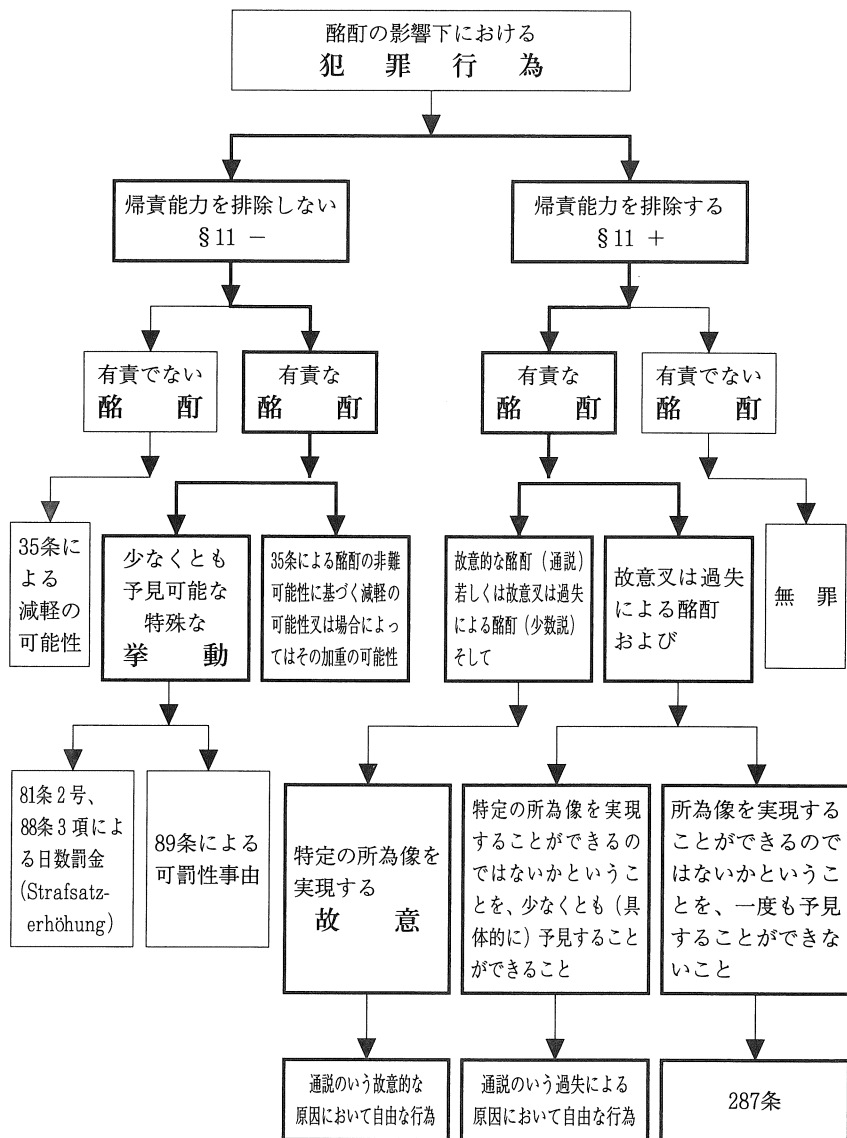 酩酊の影響下における
犯罪行為
帰責能力を排除しない
§11 −
帰責能力を排除する
§11 +
有責でない
酩酊
有責な
酩酊
有責な
酩酊
有責でない
酩酊
35条に
よる
減軽の
可能性
少なくとも
予見可能な
特殊な
挙動
35条による酩酊の非難
可能性に基づく減軽の
可能性又は場合によっ
てはその加重の可能性
故意的な酩酊(通説)
若しくは故意又は過失
による酩酊(少数説)
そして
故意又は過失
による酩酊
および
無罪
81条2号、
88条3項によ
る日数罰金
(Strafsatz-
erhöhung)
89条による
可罰性事由
特定の所為像を
実現する
故意
特定の所為像を実現
することができるの
ではないかというこ
とを、少なくとも(具
体的に)予見すること
ができること
所為像を実現する
ことができるので
はないかというこ
とを、一度も予見
することができな
いこと
通説のいう故意的な
原因において自由な行為
通説のいう過失による
原因において自由な行為
287条